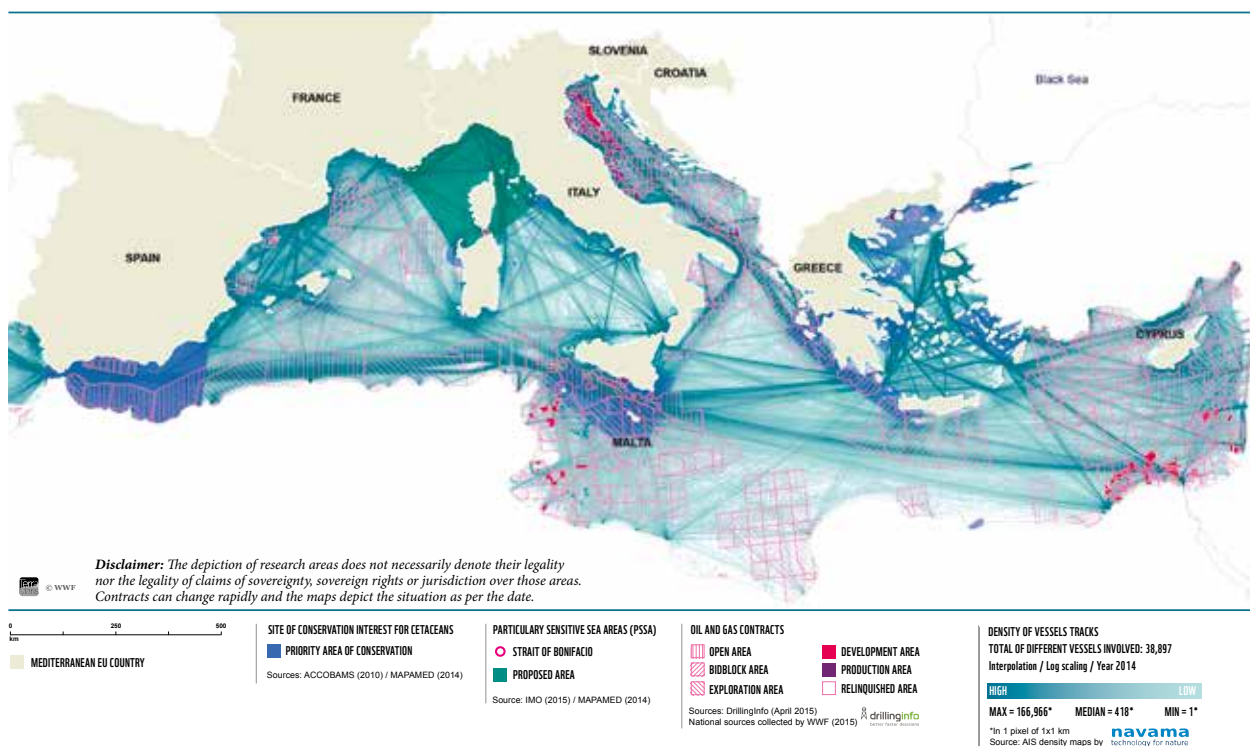 SLOVENIA
CROATIA
Black Sea
FRANCE
ITALY
SPAIN
GREECE
CYPRUS
MALTA
Disclaimer: The depiction of research areas does not necessarily denote their legality
nor the legality of claims of sovereignty, sovereign rights or jurisdiction over those areas.
Contracts can change rapidly and the maps depict the situation as per the date.
© WWF
0 250 500
km
MEDITERRANEAN EU COUNTRY
SITE OF CONSERVATION INTEREST FOR CETACEANS
PRIORITY AREA OF CONSERVATION
Sources: ACCOBAMS (2010) / MAPAMED (2014)
PARTICULARY SENSITIVE SEA AREAS (PSSA)
STRAIT OF BONIFACIO
PROPOSED AREA
Source: IMO (2015) / MAPAMED (2014)
OIL AND GAS CONTRACTS
OPEN AREA
BIDBLOCK AREA
EXPLORATION AREA
DEVELOPMENT AREA
PRODUCTION AREA
RELINQUISHED AREA
Sources: DrillingInfo (April 2015)
National sources collected by WWF (2015)
drillinginfo
better faster decisions
DENSITY OF VESSELS TRACKS
TOTAL OF DIFFERENT VESSELS INVOLVED: 38,897
Interpolation / Log scaling / Year 2014
HIGH LOW
MAX = 166,966* MEDIAN = 418* MIN = 1*
*In 1 pixel of 1x1 km
Source: AIS density maps by
navama
technology for nature